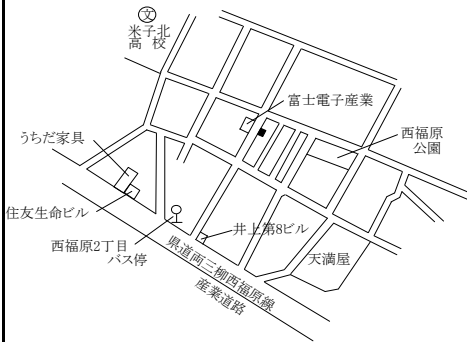 文
米子北
高 校
富士電子産業
西福原
公園
うちだ家具
住友生命ビル
西福原2丁目
バス停
井上第8ビル
天満屋
県道両三柳西福原線
産業道路